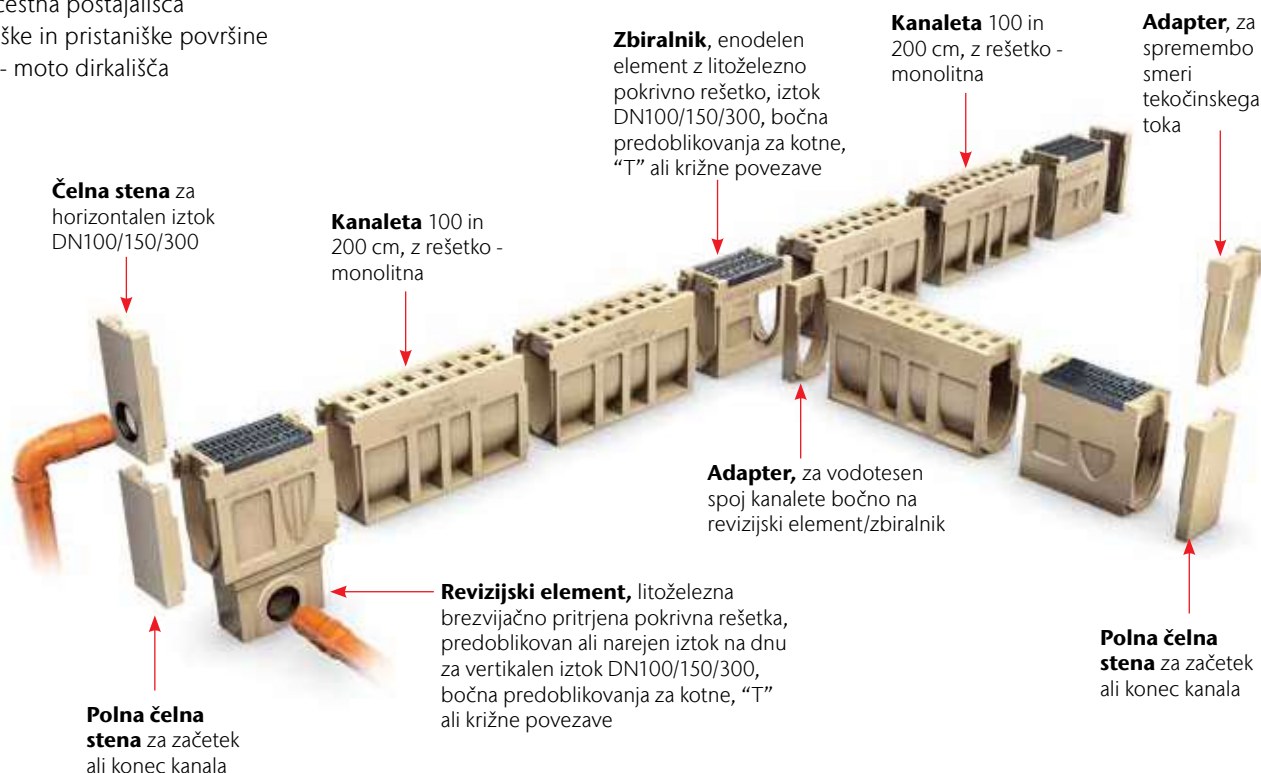 cestna postajališča
ške in pristaniške površine
- moto dirkališča
Čelna stena za
horizontalen iztok
DN100/150/300
Kanaleta 100 in
200 cm, z rešetko -
monolitna
Zbiralnik, enodelen
element z litoželezno
pokrivno rešetko, iztok
DN100/150/300, bočna
predoblikovanja za kotne,
“T” ali križne povezave
Kanaleta 100 in
200 cm, z rešetko -
monolitna
Adapter, za
spremembo
smeri
tekočinskega
toka
Adapter, za vodotesen
spoj kanalete bočno na
revizijski element/zbiralnik
Revizijski element, litoželezna
brezvijačno pritrjena pokrivna rešetka,
predoblikovan ali narejen iztok na dnu
za vertikalen iztok DN100/150/300,
bočna predoblikovanja za kotne, “T”
ali križne povezave
Polna čelna
stena za začetek
ali konec kanala
Polna čelna
stena za začetek
ali konec kanala